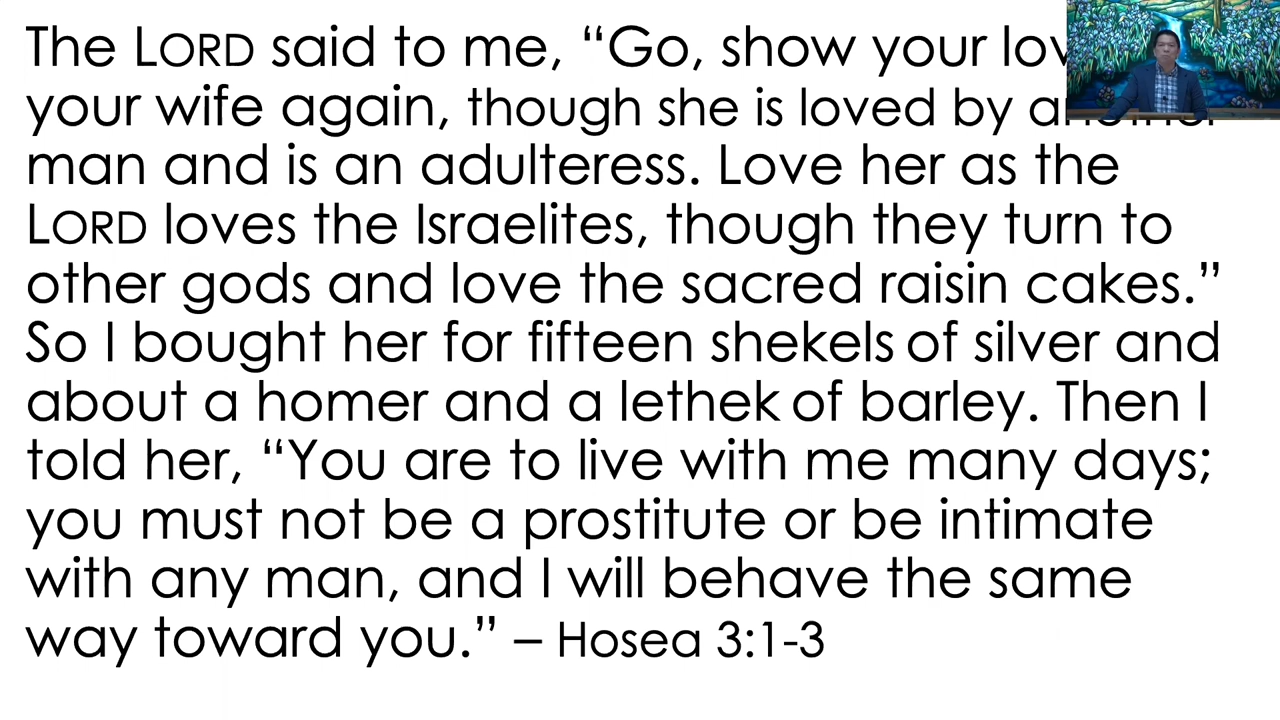 The LORD said to me, “Go, show your
your wife again, though she is loved by
man and is an adulteress. Love her as the
LORD loves the Israelites, though they turn to
other gods and love the sacred raisin cakes.”
So I bought her for fifteen shekels of silver and
about a homer and a lethek of barley. Then I
told her, “You are to live with me many days;
you must not be a prostitute or be intimate
with any man, and I will behave the same
way toward you.” – Hosea 3:1-3